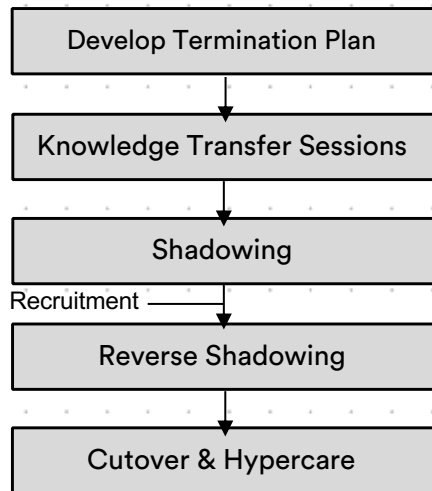 Develop Termination Plan
Knowledge Transfer Sessions
Shadowing
Recruitment
Reverse Shadowing
Cutover & Hypercare